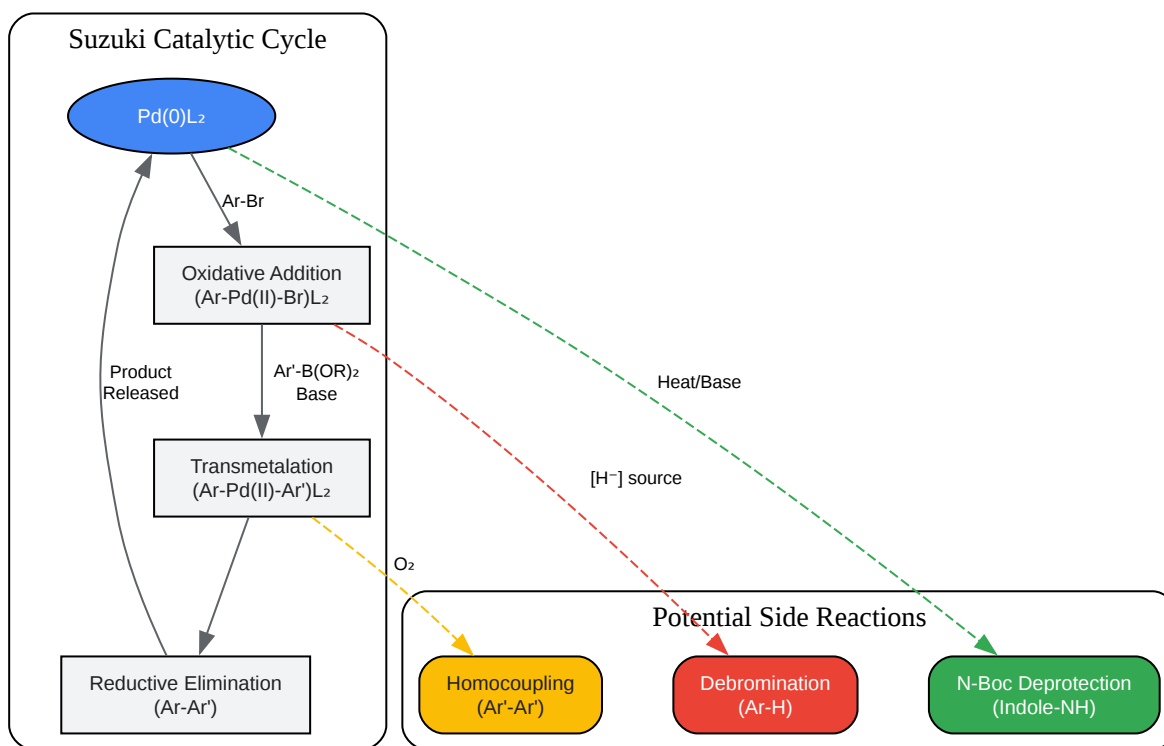 Suzuki Catalytic Cycle
Pd(0)L₂
Ar-Br
Oxidative Addition
(Ar-Pd(II)-Br)L₂
Product
Released
Ar'-B(OR)₂
Base
Heat/Base
Transmetalation
(Ar-Pd(II)-Ar')L₂
[H⁻] source
O₂
Potential Side Reactions
Reductive Elimination
(Ar-Ar')
Homocoupling
(Ar'-Ar')
Debromination
(Ar-H)
N-Boc Deprotection
(Indole-NH)